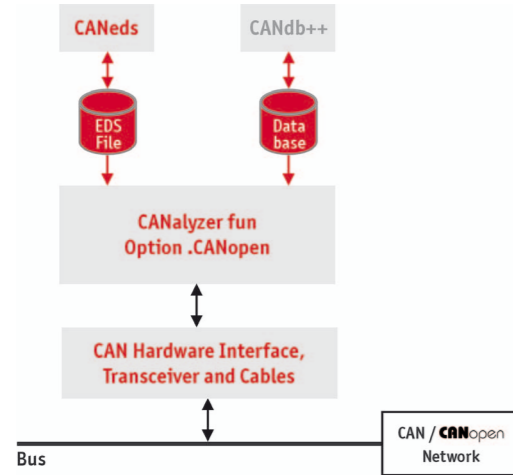 CANeds
CANdb++
EDS
File
Data
base
CANalyzer fun
Option .CANopen
CAN Hardware Interface,
Transceiver and Cables
CAN / CANopen
Network
Bus